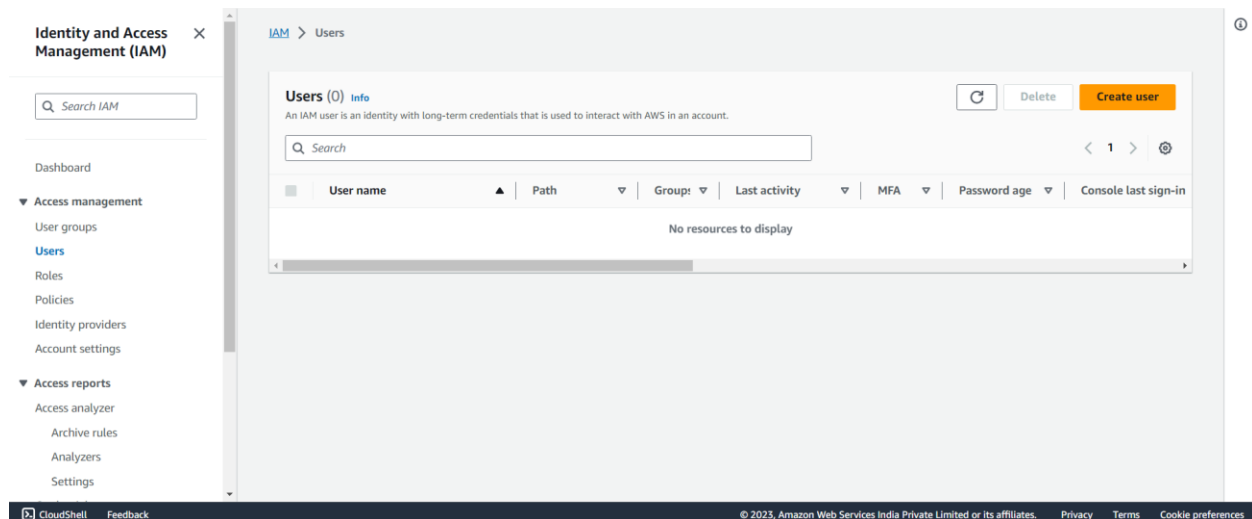 Identity and Access
Management (IAM)
Search IAM
Dashboard
Access management
User groups
Users
Roles
Policies
Identity providers
Account settings
Access reports
Access analyzer
Archive rules
Analyzers
Settings
IAM > Users
Users (0) Info
An IAM user is an identity with long-term credentials that is used to interact with AWS in an account.
Delete
Create user
Search
1
User name Path Groups Last activity MFA Password age Console last sign-in
No resources to display
CloudShell Feedback © 2023, Amazon Web Services India Private Limited or its affiliates. Privacy Terms Cookie preferences